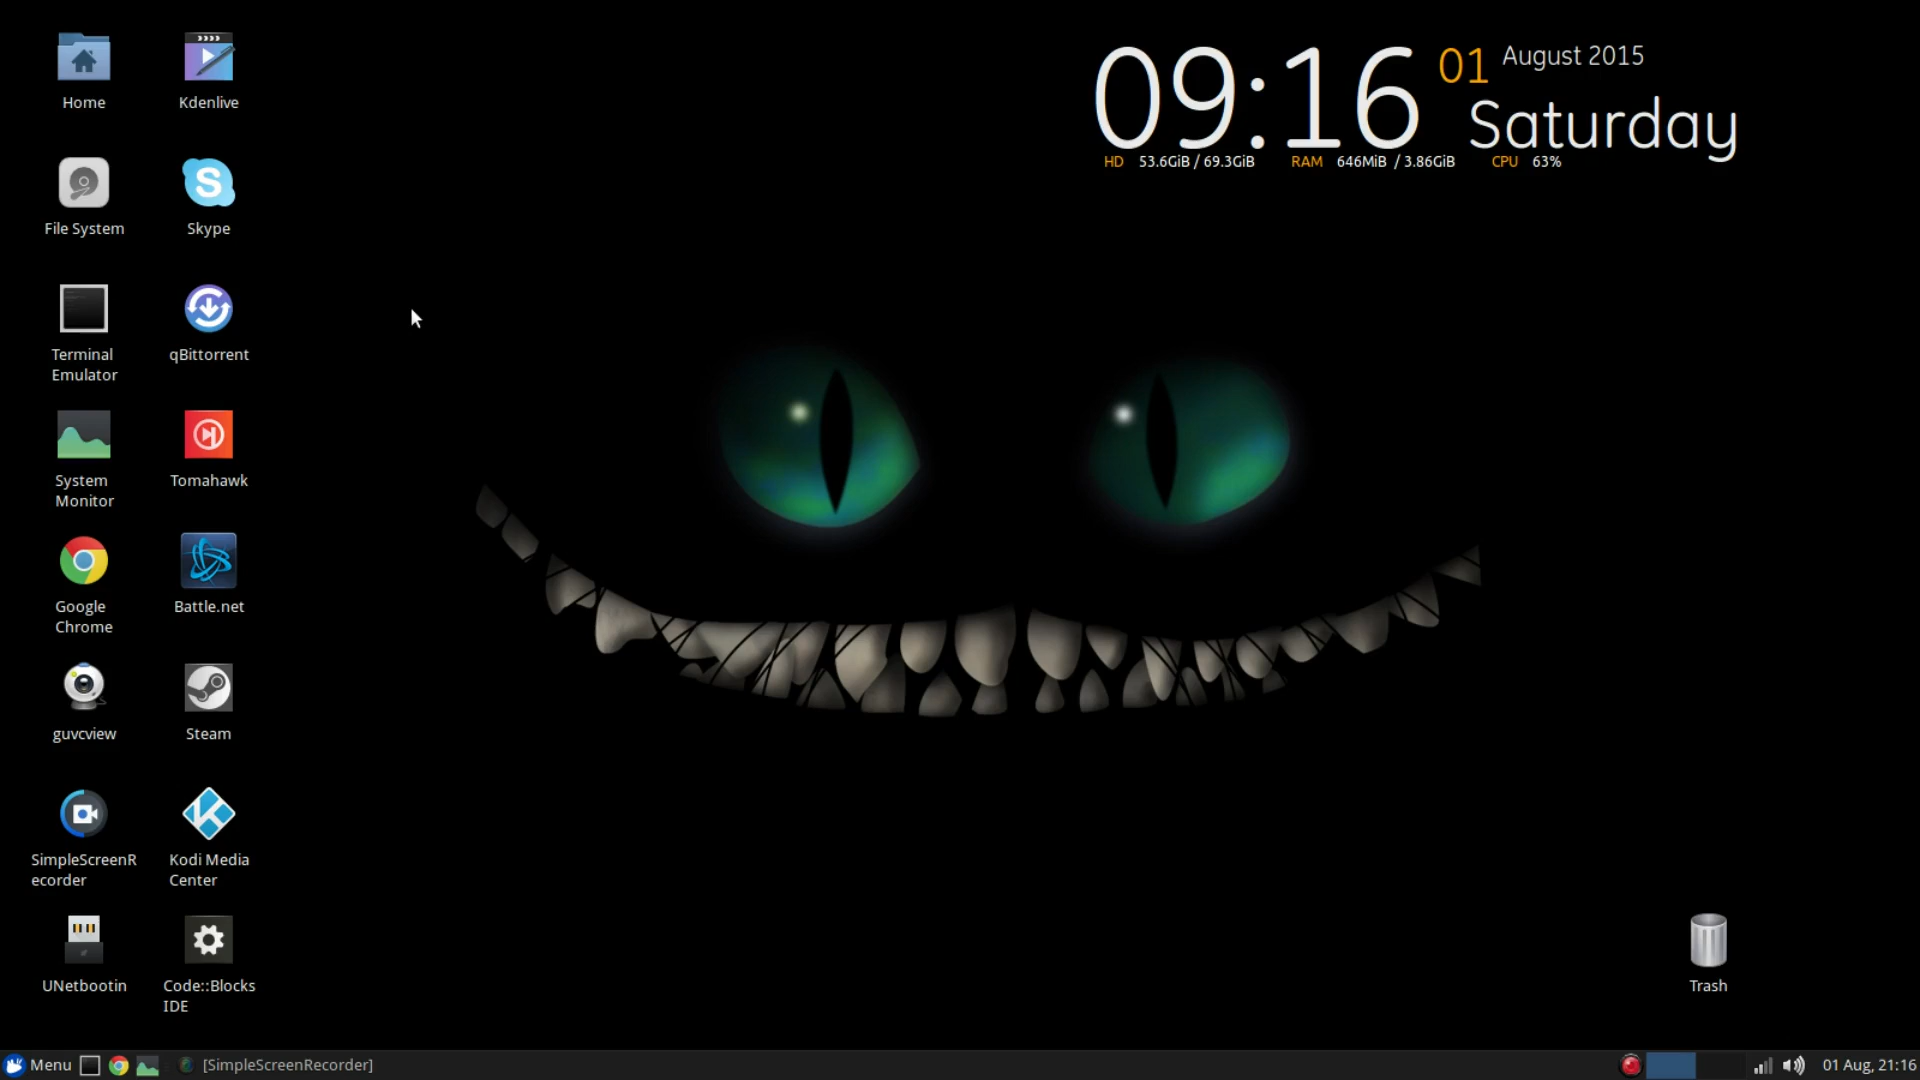 Home
Kdenlive
File System
Skype
Terminal
Emulator
qBittorrent
System
Monitor
Tomahawk
Google
Chrome
Battle.net
guvcview
Steam
SimpleScreenR
ecorder
Kodi Media
Center
UNetbootin
Code::Blocks
IDE
09:16
01
August 2015
Saturday
HD 53.6GiB / 69.3GiB RAM 646MiB / 3.86GiB CPU 63%
Trash
Menu
[SimpleScreenRecorder]
01 Aug, 21:16